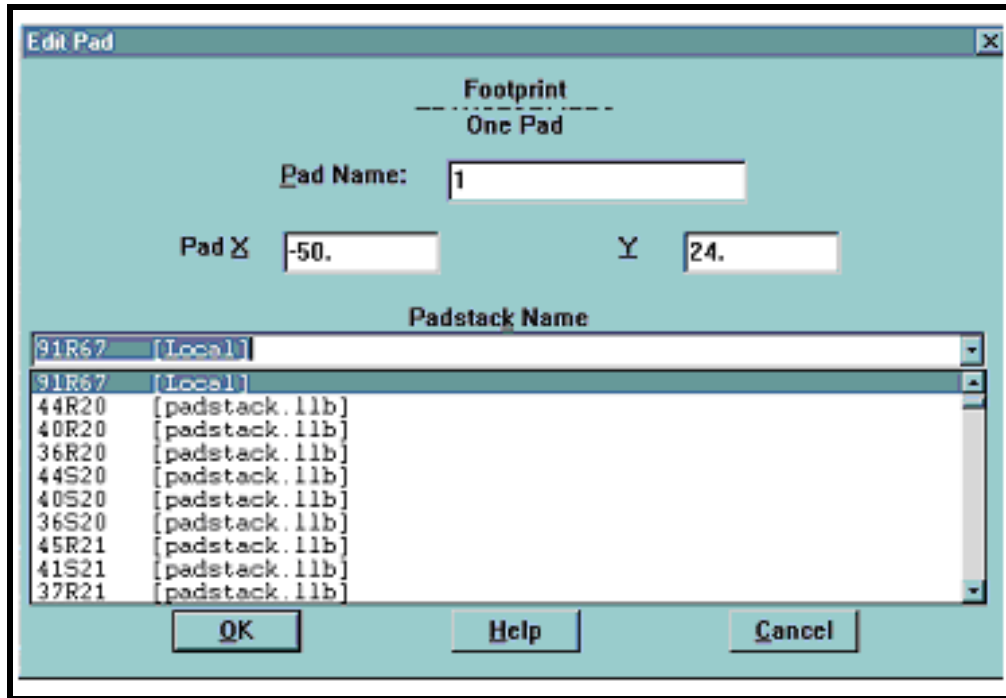 Edit Pad
Footprint
One Pad
Pad Name: 1
Pad X -50. Y 24.
Padstack Name
91R67 [Local]
91R67 [Local]
44R20 [padstack.llb]
40R20 [padstack.llb]
36R20 [padstack.llb]
44S20 [padstack.llb]
40S20 [padstack.llb]
36S20 [padstack.llb]
45R21 [padstack.llb]
41S21 [padstack.llb]
37R21 [padstack.llb]
OK Help Cancel